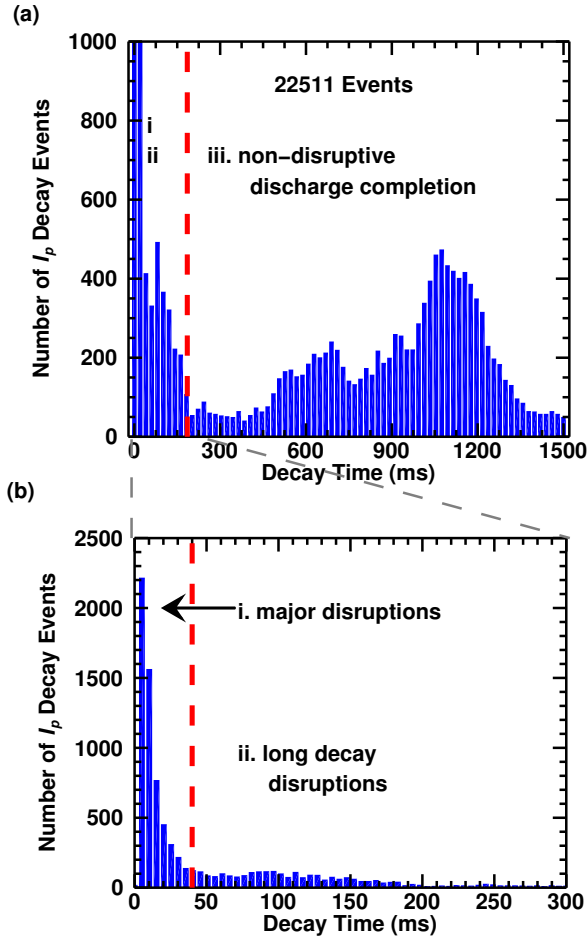 (a)
1000
800
600
400
200
0
Number of Ip Decay Events
22511 Events
i
ii
iii. non−disruptive
discharge completion
0 300 600 900 1200 1500
Decay Time (ms)
(b)
2500
2000
1500
1000
500
0
Number of Ip Decay Events
i. major disruptions
ii. long decay
disruptions
0 50 100 150 200 250 300
Decay Time (ms)